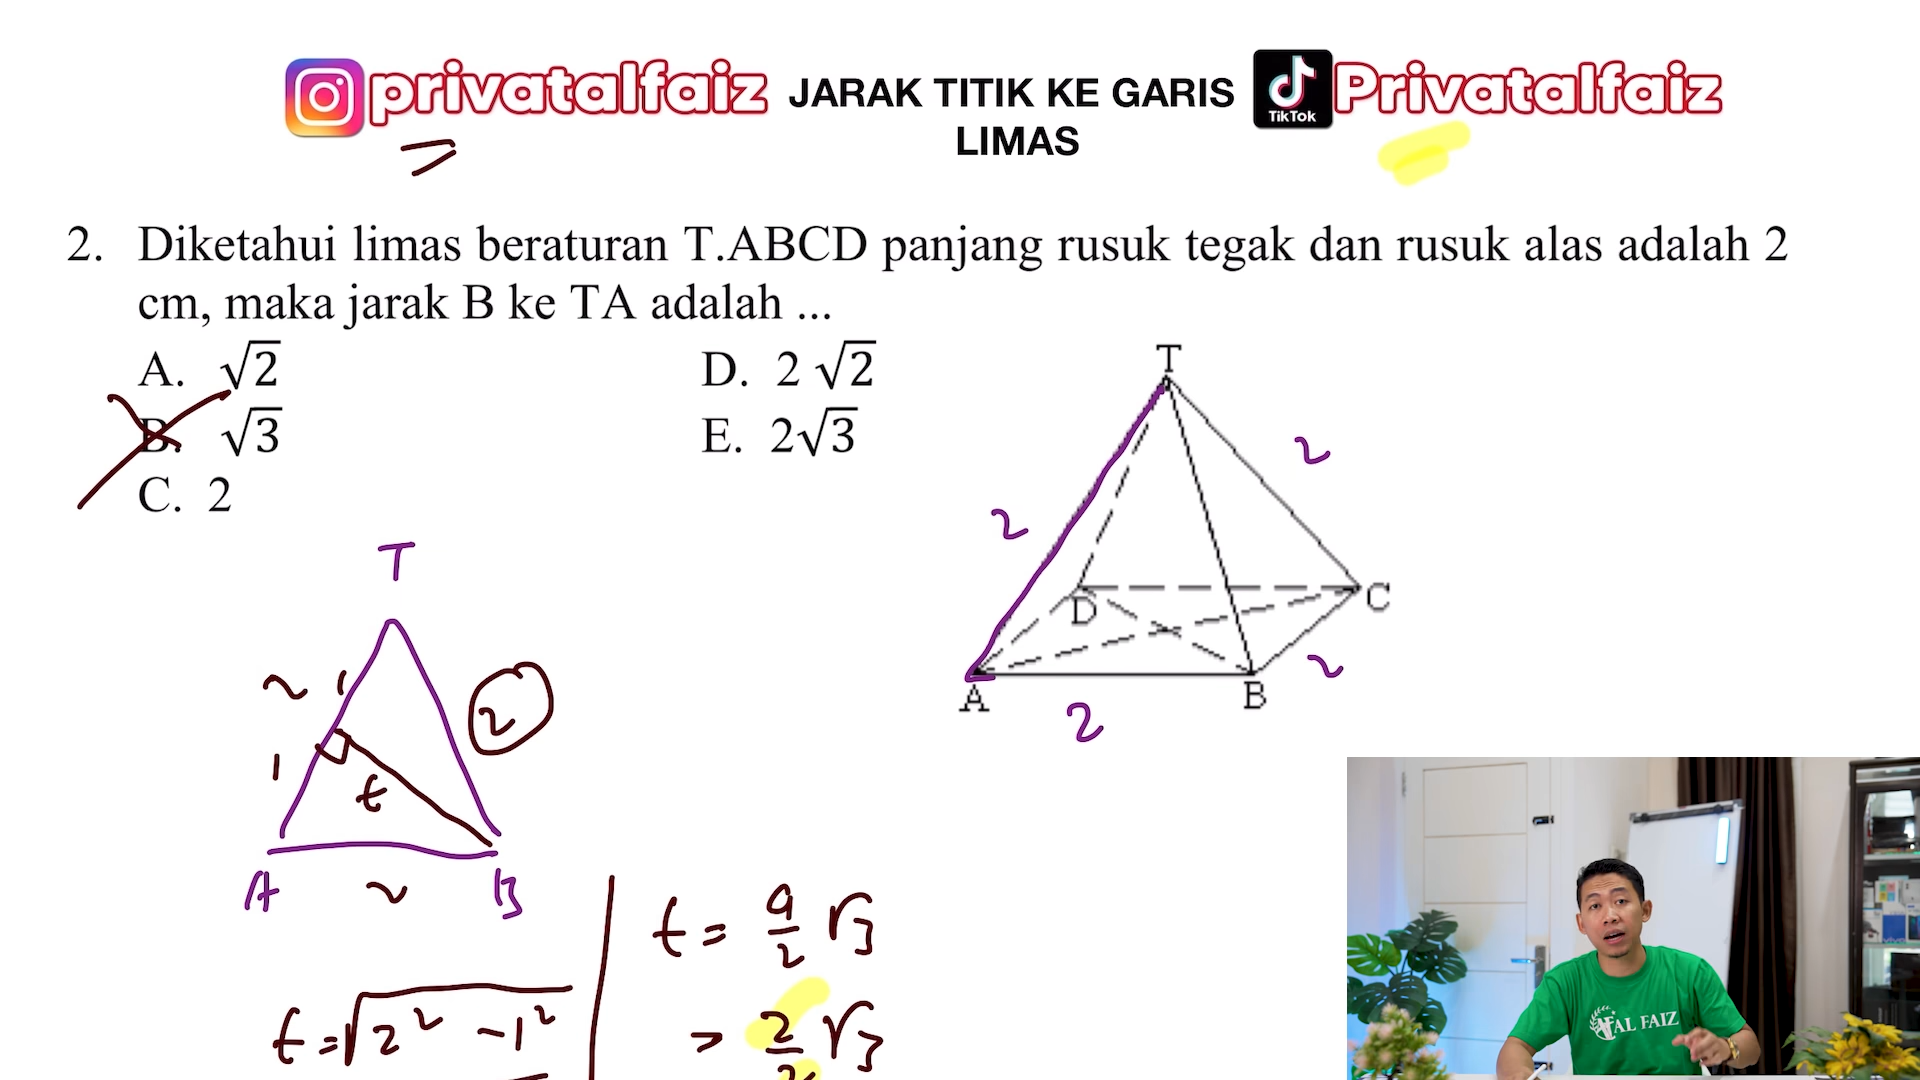 privatalfaiz JARAK TITIK KE GARIS TikTok Privatalfaiz
LIMAS
2. Diketahui limas beraturan T.ABCD panjang rusuk tegak dan rusuk alas adalah 2
cm, maka jarak B ke TA adalah ...
A. √2
D. 2 √2
B. √3
E. 2√3
C. 2
T
2
2
D
C
A
B
2
2
T
2
1
2
1
t
A
2
B
t = a/2 √3
t = √2² - 1²
= 2/2 √3
AL FAIZ